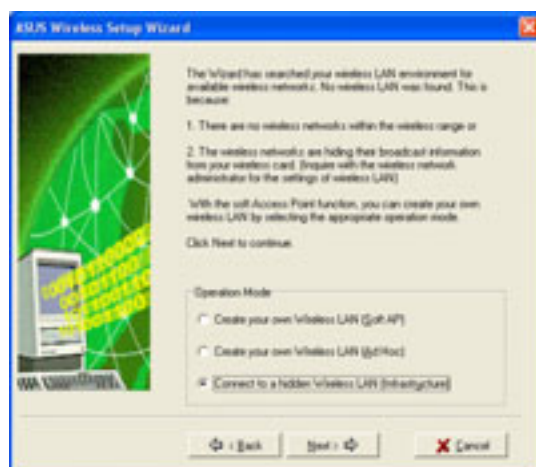 ASUS Wireless Setup Wizard
The Wizard has searched your wireless LAN environment for
available wireless networks. No wireless LAN was found. This is
because:
1. There are no wireless networks within the wireless range or
2. The wireless networks are hiding their broadcast information
from your wireless card. (Inquire with the wireless network
administrator for the settings of wireless LAN)
With the soft Access Point function, you can create your own
wireless LAN by selecting the appropriate operation mode.
Click Next to continue.
Operation Mode
Create your own Wireless LAN (Soft AP)
Create your own Wireless LAN (Ad Hoc)
Connect to a hidden Wireless LAN (Infrastructure)
< Back
Next >
Cancel